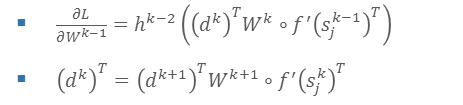 ▪ ∂L/∂W^{k−1} = h^{k−2} ((d^k)^T W^k ∘ f′(s_j^{k−1})^T)
▪ (d^k)^T = (d^{k+1})^T W^{k+1} ∘ f′(s_j^k)^T